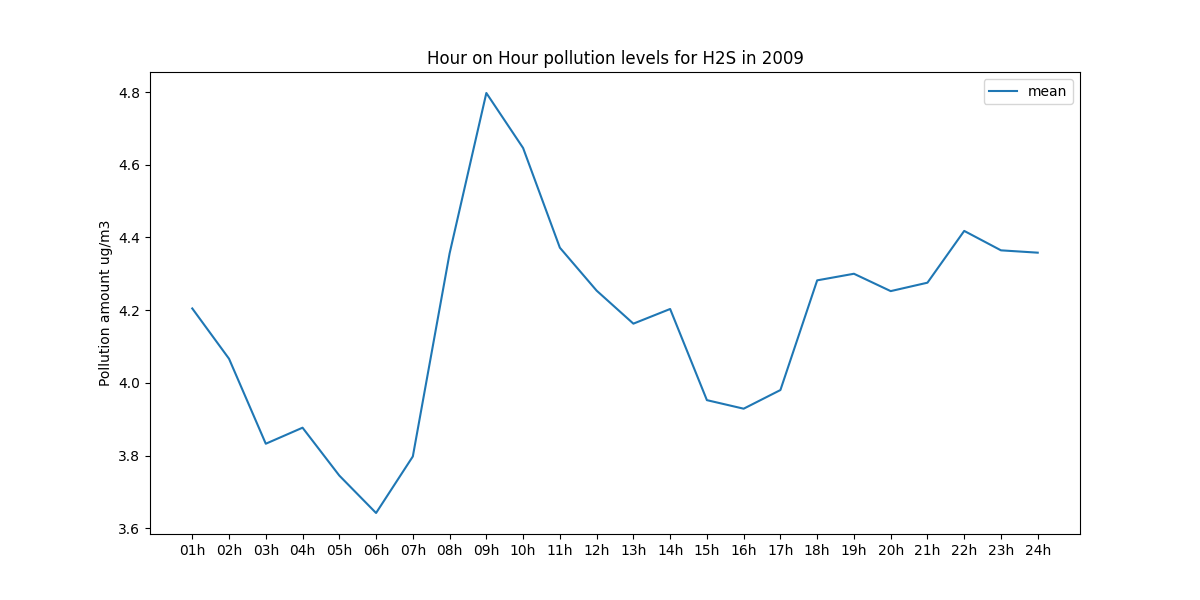 Hour on Hour pollution levels for H2S in 2009
mean
Pollution amount ug/m3
4.8
4.6
4.4
4.2
4.0
3.8
3.6
01h 02h 03h 04h 05h 06h 07h 08h 09h 10h 11h 12h 13h 14h 15h 16h 17h 18h 19h 20h 21h 22h 23h 24h